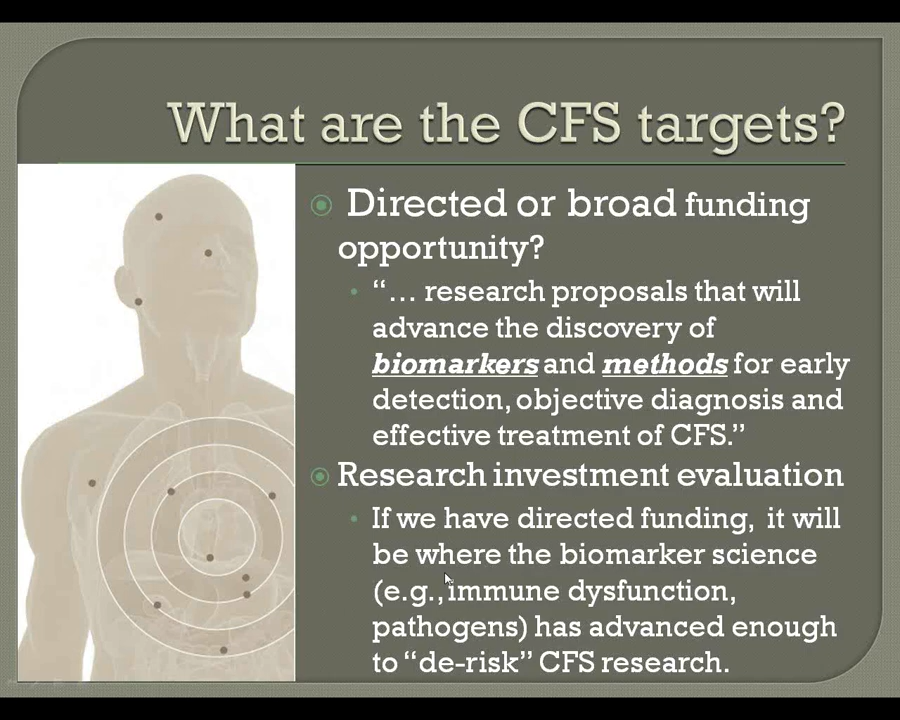 What are the CFS targets?
Directed or broad funding
opportunity?
“… research proposals that will
advance the discovery of
biomarkers and methods for early
detection, objective diagnosis and
effective treatment of CFS.”
Research investment evaluation
If we have directed funding, it will
be where the biomarker science
(e.g., immune dysfunction,
pathogens) has advanced enough
to “de-risk” CFS research.